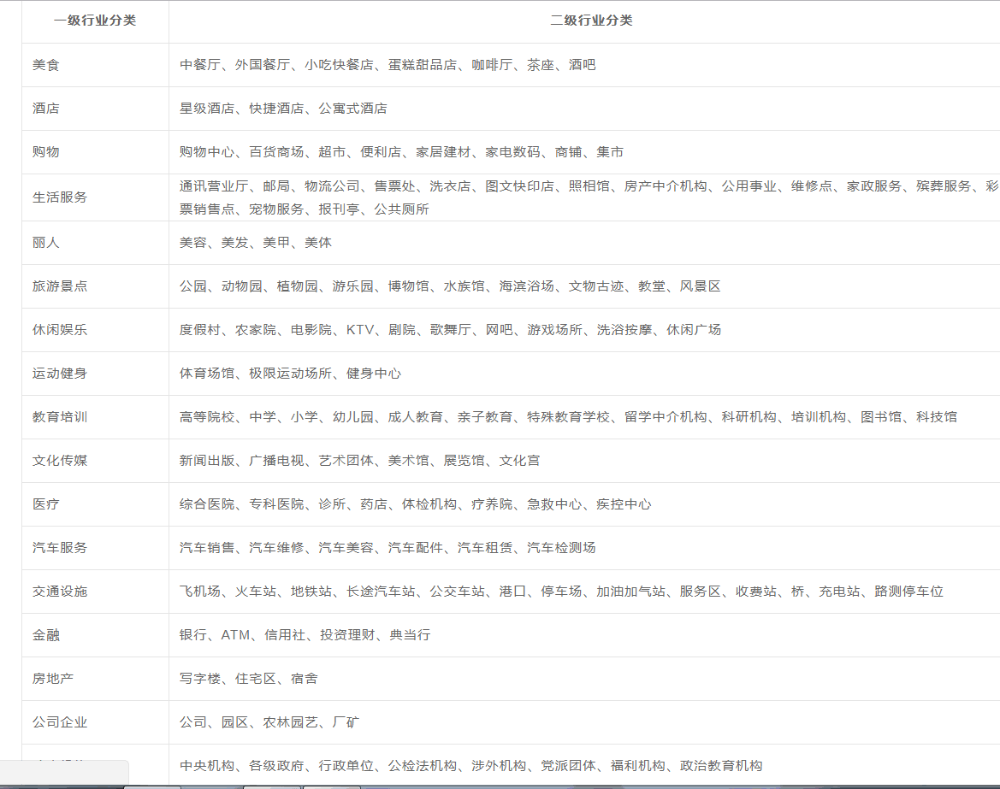 一级行业分类 二级行业分类
美食 中餐厅、外国餐厅、小吃快餐店、蛋糕甜品店、咖啡厅、茶座、酒吧
酒店 星级酒店、快捷酒店、公寓式酒店
购物 购物中心、百货商场、超市、便利店、家居建材、家电数码、商铺、集市
生活服务 通讯营业厅、邮局、物流公司、售票处、洗衣店、图文快印店、照相馆、房产中介机构、公用事业、维修点、家政服务、殡葬服务、彩
票销售点、宠物服务、报刊亭、公共厕所
丽人 美容、美发、美甲、美体
旅游景点 公园、动物园、植物园、游乐园、博物馆、水族馆、海滨浴场、文物古迹、教堂、风景区
休闲娱乐 度假村、农家院、电影院、KTV、剧院、歌舞厅、网吧、游戏场所、洗浴按摩、休闲广场
运动健身 体育场馆、极限运动场所、健身中心
教育培训 高等院校、中学、小学、幼儿园、成人教育、亲子教育、特殊教育学校、留学中介机构、科研机构、培训机构、图书馆、科技馆
文化传媒 新闻出版、广播电视、艺术团体、美术馆、展览馆、文化宫
医疗 综合医院、专科医院、诊所、药店、体检机构、疗养院、急救中心、疾控中心
汽车服务 汽车销售、汽车维修、汽车美容、汽车配件、汽车租赁、汽车检测场
交通设施 飞机场、火车站、地铁站、长途汽车站、公交车站、港口、停车场、加油加气站、服务区、收费站、桥、充电站、路测停车位
金融 银行、ATM、信用社、投资理财、典当行
房地产 写字楼、住宅区、宿舍
公司企业 公司、园区、农林园艺、厂矿
中央机构、各级政府、行政单位、公检法机构、涉外机构、党派团体、福利机构、政治教育机构